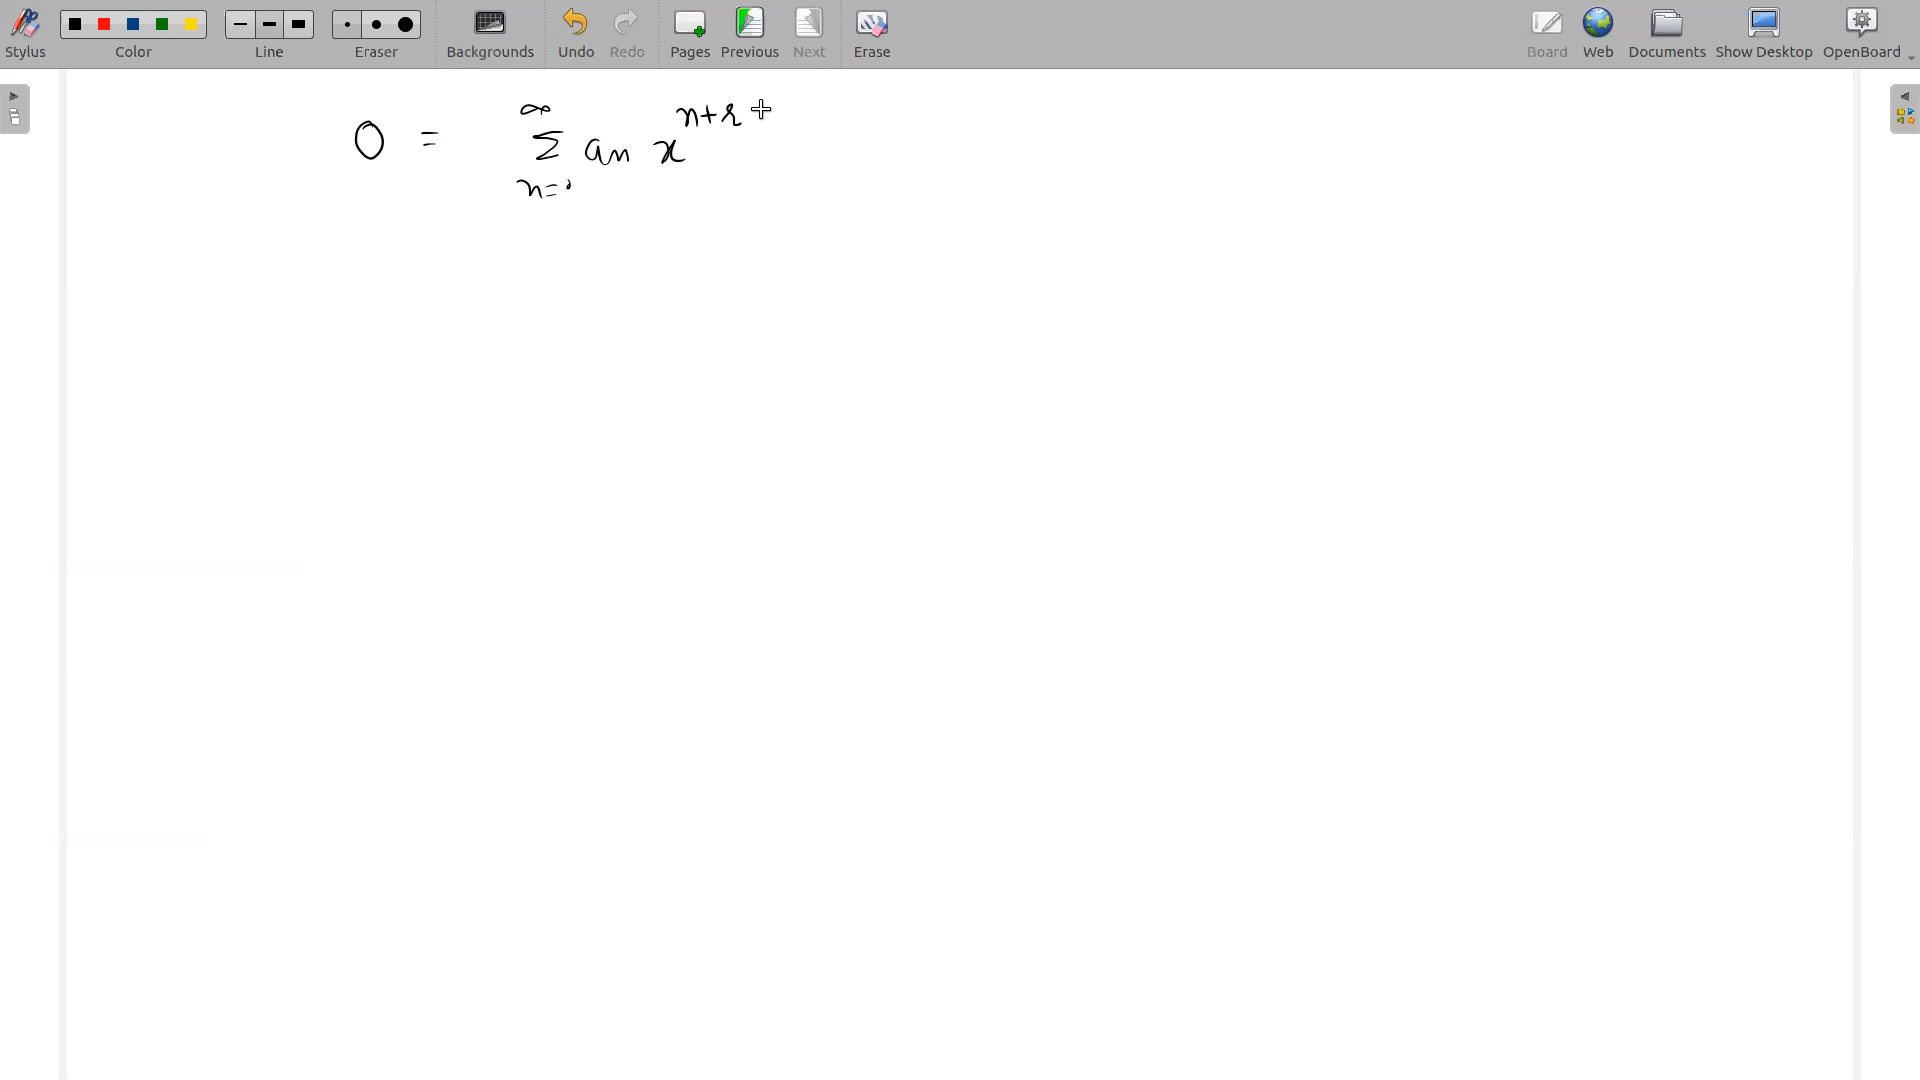 Stylus Color Line Eraser Backgrounds Undo Redo Pages Previous Next Erase Board Web Documents Show Desktop OpenBoard
∞
0 = Σ an x^{n+r}
n=0